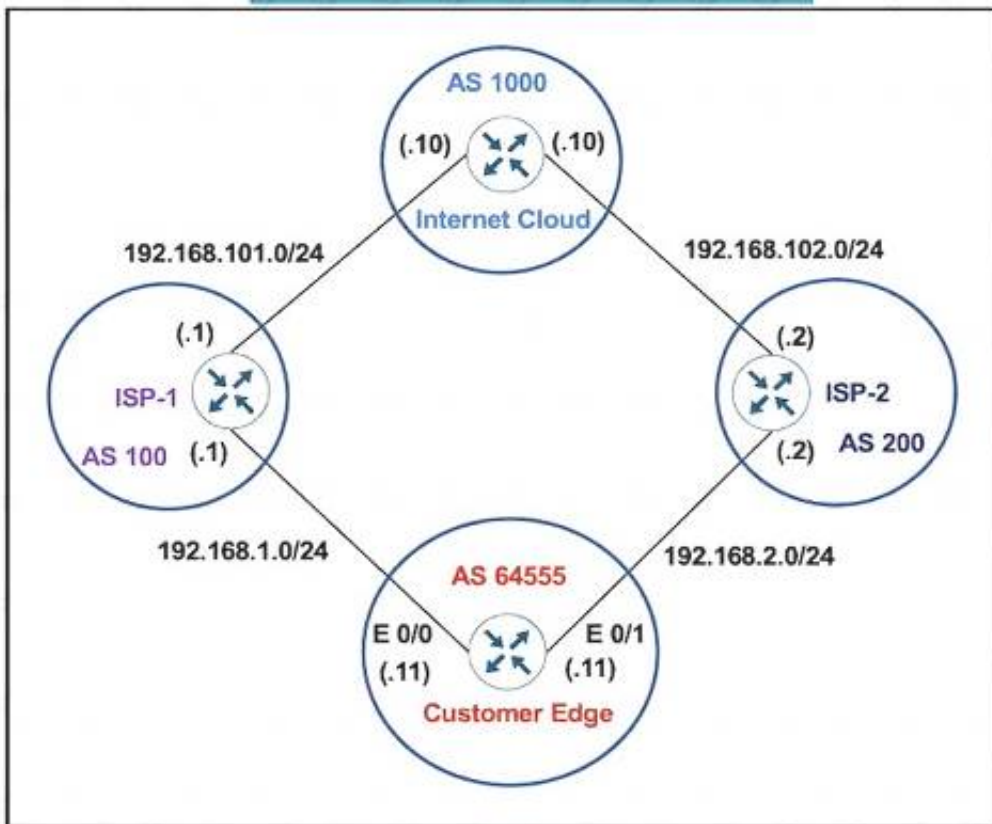 AS 1000
(.10) (.10)
Internet Cloud
192.168.101.0/24
192.168.102.0/24
(.1)
(.2)
ISP-1
ISP-2
AS 100 (.1)
(.2) AS 200
192.168.1.0/24
192.168.2.0/24
AS 64555
E 0/0 E 0/1
(.11) (.11)
Customer Edge